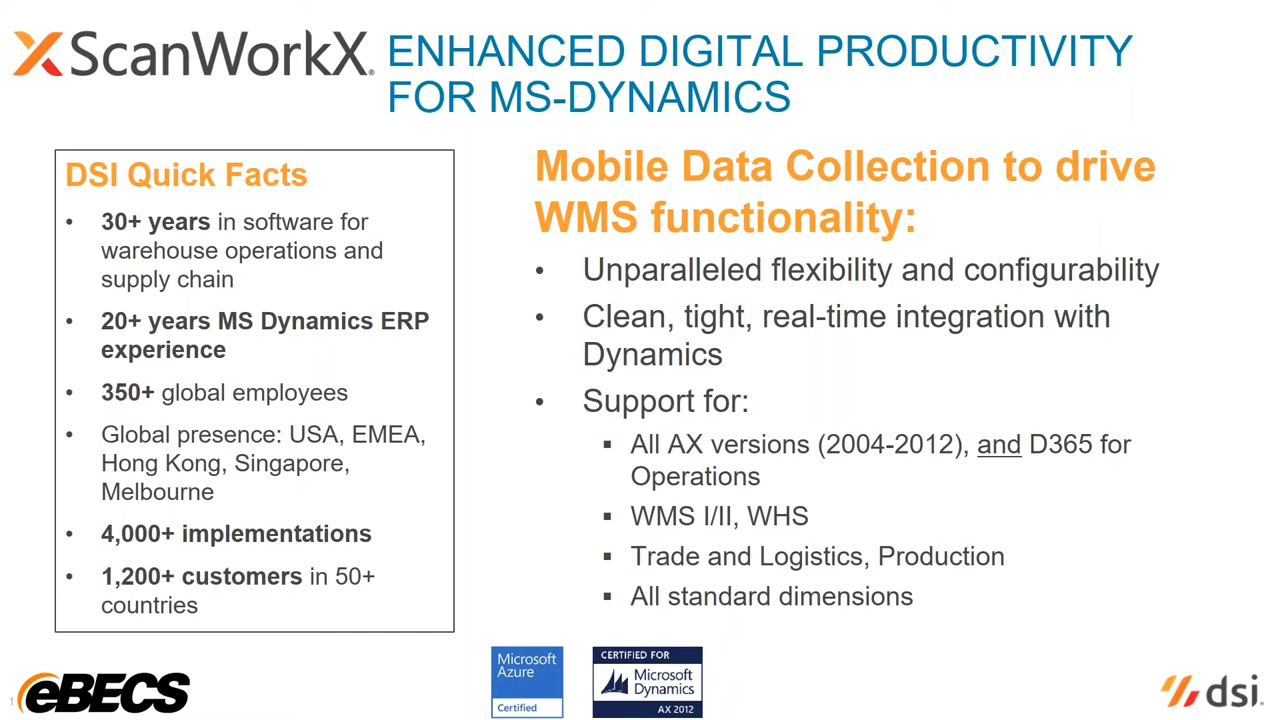 XScanWorkX®
ENHANCED DIGITAL PRODUCTIVITY
FOR MS-DYNAMICS
DSI Quick Facts
• 30+ years in software for
warehouse operations and
supply chain
• 20+ years MS Dynamics ERP
experience
• 350+ global employees
• Global presence: USA, EMEA,
Hong Kong, Singapore,
Melbourne
• 4,000+ implementations
• 1,200+ customers in 50+
countries
Mobile Data Collection to drive
WMS functionality:
• Unparalleled flexibility and configurability
• Clean, tight, real-time integration with
Dynamics
• Support for:
▪ All AX versions (2004-2012), and D365 for
Operations
▪ WMS I/II, WHS
▪ Trade and Logistics, Production
▪ All standard dimensions
1
eBECS
Microsoft
Azure
Certified
CERTIFIED FOR
Microsoft
Dynamics
AX 2012
dsi®